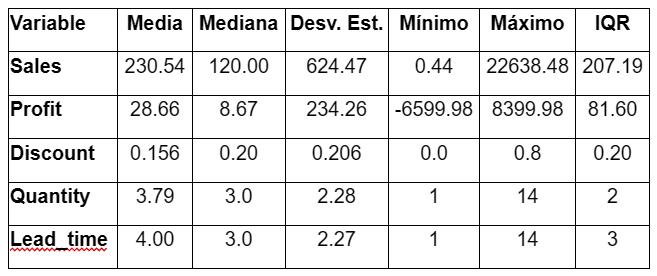 Variable Media Mediana Desv. Est. Mínimo Máximo IQR
Sales 230.54 120.00 624.47 0.44 22638.48 207.19
Profit 28.66 8.67 234.26 -6599.98 8399.98 81.60
Discount 0.156 0.20 0.206 0.0 0.8 0.20
Quantity 3.79 3.0 2.28 1 14 2
Lead_time 4.00 3.0 2.27 1 14 3